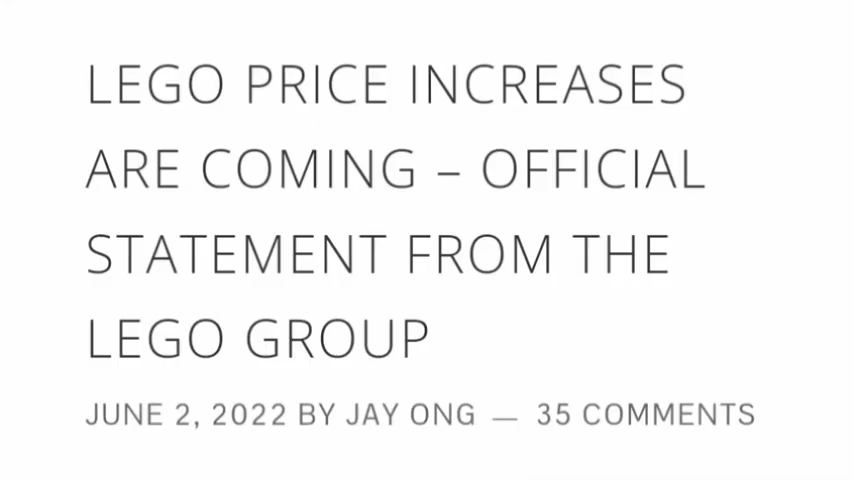 LEGO PRICE INCREASES
ARE COMING – OFFICIAL
STATEMENT FROM THE
LEGO GROUP
JUNE 2, 2022 BY JAY ONG — 35 COMMENTS